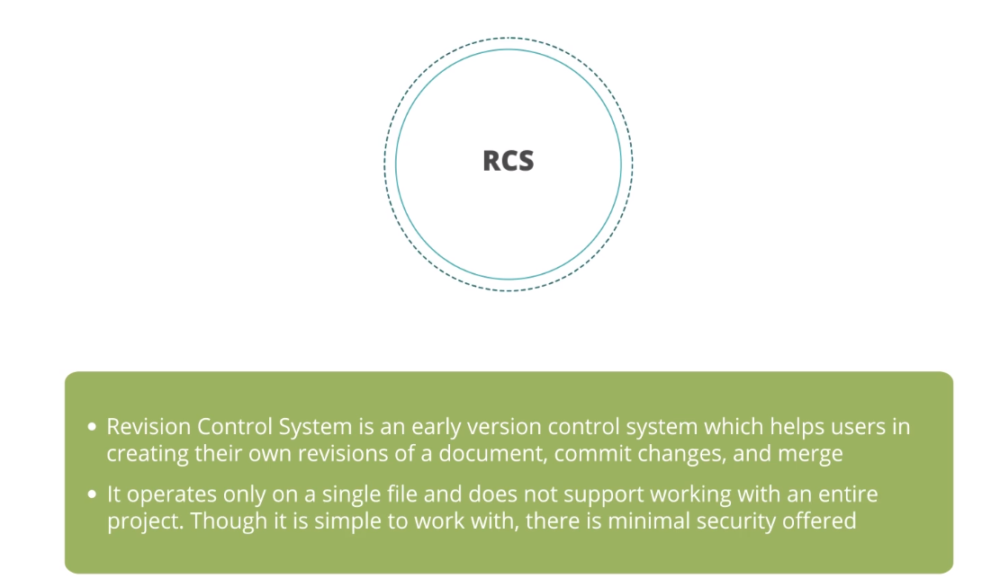 RCS
• Revision Control System is an early version control system which helps users in
creating their own revisions of a document, commit changes, and merge
• It operates only on a single file and does not support working with an entire
project. Though it is simple to work with, there is minimal security offered